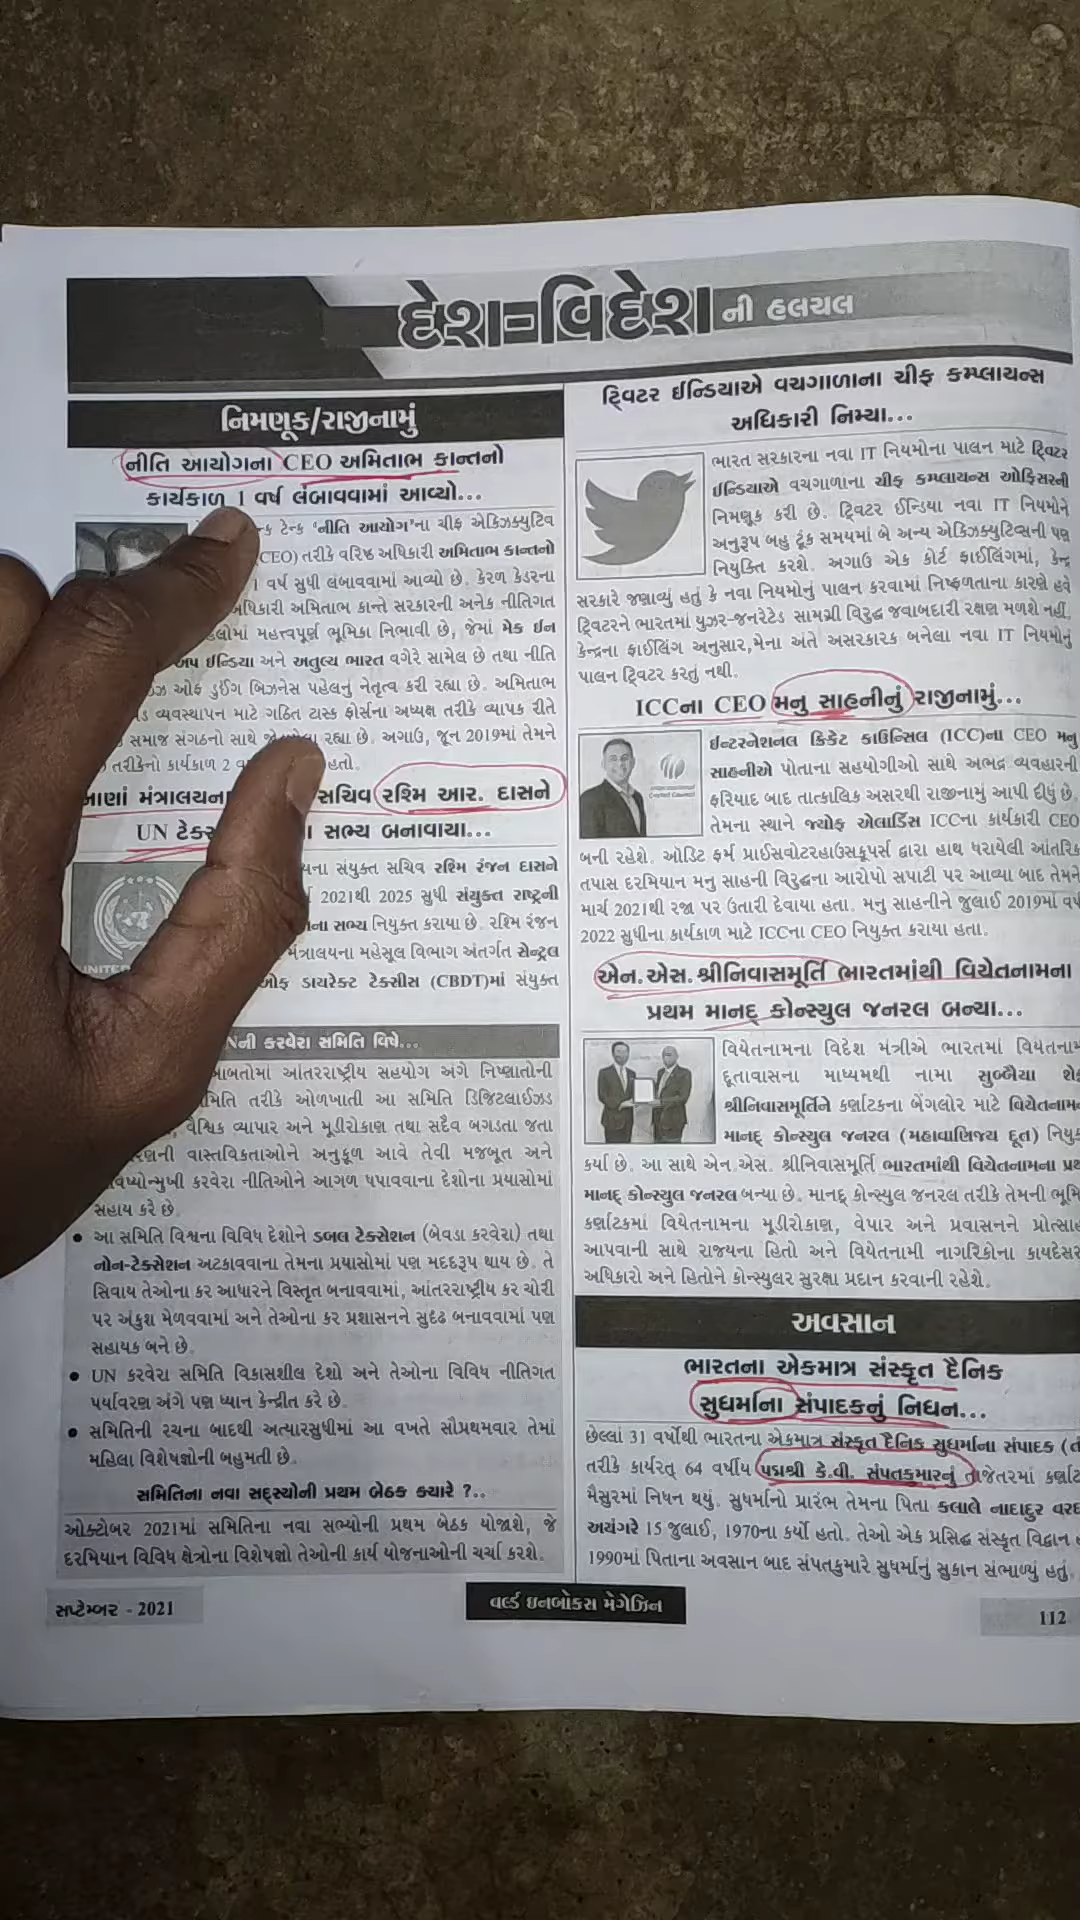 દેશ-વિદેશ ની હલચલ
નિમણૂક/રાજીનામું
નીતિ આયોગના CEO અમિતાભ કાન્તનો
કાર્યકાળ 1 વર્ષ લંબાવવામાં આવ્યો...
ટેન્ક 'નીતિ આયોગ'ના ચીફ એક્ઝિક્યુટિવ
(CEO) તરીકે વરિષ્ઠ અધિકારી અમિતાભ કાન્તનો
1 વર્ષ સુધી લંબાવવામાં આવ્યો છે. કેરળ કેડરના
અધિકારી અમિતાભ કાન્તે સરકારની અનેક નીતિગત
મહત્ત્વપૂર્ણ ભૂમિકા નિભાવી છે, જેમાં મેક ઈન
ઈન્ડિયા અને અતુલ્ય ભારત વગેરે સામેલ છે તથા નીતિ
ઓફ ડુઈંગ બિઝનેસ પહેલનું નેતૃત્વ કરી રહ્યા છે. અમિતાભ
વ્યવસ્થાપન માટે ગઠિત ટાસ્ક ફોર્સના અધ્યક્ષ તરીકે વ્યાપક રીતે
સમાજ સંગઠનો સાથે રહ્યા છે. અગાઉ, જૂન 2019માં તેમને
તરીકેનો કાર્યકાળ 2 હતો.
મંત્રાલયના સચિવ રશ્મિ આર. દાસને
UN ટેક્સ સભ્ય બનાવાયા...
સંયુક્ત સચિવ રશ્મિ રંજન દાસને
2021થી 2025 સુધી સંયુક્ત રાષ્ટ્રની
સભ્ય નિયુક્ત કરાયા છે. રશ્મિ રંજન
મંત્રાલયના મહેસૂલ વિભાગ અંતર્ગત સેન્ટ્રલ
ઓફ ડાયરેક્ટ ટેક્સીસ (CBDT)માં સંયુક્ત
કરવેરા સમિતિ વિષે...
આંતરરાષ્ટ્રીય સહયોગ અંગે નિષ્ણાતોની
તરીકે ઓળખાતી આ સમિતિ ડિજિટલાઈઝડ
વૈશ્વિક વ્યાપાર અને મૂડીરોકાણ તથા સદૈવ બગડતા જતા
વાસ્તવિકતાઓને અનુકૂળ આવે તેવી મજબૂત અને
કરવેરા નીતિઓને આગળ ધપાવવાના દેશોના પ્રયાસોમાં
સહાય કરે છે.
● આ સમિતિ વિશ્વના વિવિધ દેશોને ડબલ ટેક્સેશન (બેવડા કરવેરા) તથા
નોન-ટેક્સેશન અટકાવવાના તેમના પ્રયાસોમાં પણ મદદરૂપ થાય છે. તે
સિવાય તેઓના કર આધારને વિસ્તૃત બનાવવામાં, આંતરરાષ્ટ્રીય કર ચોરી
પર અંકુશ મેળવવામાં અને તેઓના કર પ્રશાસનને સુદૃઢ બનાવવામાં પણ
સહાયક બને છે.
● UN કરવેરા સમિતિ વિકાસશીલ દેશો અને તેઓના વિવિધ નીતિગત
પર્યાવરણ અંગે પણ ધ્યાન કેન્દ્રીત કરે છે.
● સમિતિની રચના બાદથી અત્યારસુધીમાં આ વખતે સૌપ્રથમવાર તેમાં
મહિલા વિશેષજ્ઞોની બહુમતી છે.
સમિતિના નવા સદ્સ્યોની પ્રથમ બેઠક ક્યારે ?..
ઓક્ટોબર 2021માં સમિતિના નવા સભ્યોની પ્રથમ બેઠક યોજાશે, જે
દરમિયાન વિવિધ ક્ષેત્રોના વિશેષજ્ઞો તેઓની કાર્ય યોજનાઓની ચર્ચા કરશે.
ટ્વિટર ઈન્ડિયાએ વચગાળાના ચીફ કમ્પ્લાયન્સ
અધિકારી નિમ્યા...
ભારત સરકારના નવા IT નિયમોના પાલન માટે ટ્વિટર
ઈન્ડિયાએ વચગાળાના ચીફ કમ્પ્લાયન્સ ઓફિસરની
નિમણૂક કરી છે. ટ્વિટર ઈન્ડિયા નવા IT નિયમોને
અનુરૂપ બહુ ટૂંક સમયમાં બે અન્ય એક્ઝિક્યુટિવ્સની પણ
નિયુક્તિ કરશે. અગાઉ એક કોર્ટ ફાઈલિંગમાં, કેન્દ્ર
સરકારે જણાવ્યું હતું કે નવા નિયમોનું પાલન કરવામાં નિષ્ફળતાના કારણે હવે
ટ્વિટરને ભારતમાં યુઝર-જનરેટેડ સામગ્રી વિરુદ્ધ જવાબદારી રક્ષણ મળશે નહીં.
કેન્દ્રના ફાઈલિંગ અનુસાર, મેના અંતે અસરકારક બનેલા નવા IT નિયમોનું
પાલન ટ્વિટર કરતું નથી.
ICCના CEO મનુ સાહનીનું રાજીનામું...
ઈન્ટરનેશનલ ક્રિકેટ કાઉન્સિલ (ICC)ના CEO મનુ
સાહનીએ પોતાના સહયોગીઓ સાથે અભદ્ર વ્યવહારની
ફરિયાદ બાદ તાત્કાલિક અસરથી રાજીનામું આપી દીધું છે.
તેમના સ્થાને જ્યોફ એલાર્ડિસ ICCના કાર્યકારી CEO
બની રહેશે. ઓડિટ ફર્મ પ્રાઈસવોટરહાઉસકૂપર્સ દ્વારા હાથ ધરાયેલી આંતરિક
તપાસ દરમિયાન મનુ સાહની વિરુદ્ધના આરોપો સપાટી પર આવ્યા બાદ તેમને
માર્ચ 2021થી રજા પર ઉતારી દેવાયા હતા. મનુ સાહનીને જુલાઈ 2019માં
2022 સુધીના કાર્યકાળ માટે ICCના CEO નિયુક્ત કરાયા હતા.
એન.એસ. શ્રીનિવાસમૂર્તિ ભારતમાંથી વિયેતનામના
પ્રથમ માનદ્ કોન્સ્યુલ જનરલ બન્યા...
વિયેતનામના વિદેશ મંત્રીએ ભારતમાં
દૂતાવાસના માધ્યમથી નામા સુબ્બૈયા
શ્રીનિવાસમૂર્તિને કર્ણાટકના બેંગલોર માટે
માનદ્ કોન્સ્યુલ જનરલ (મહાવાણિજ્ય દૂત)
કર્યા છે. આ સાથે એન.એસ. શ્રીનિવાસમૂર્તિ ભારતમાંથી વિયેતનામના
માનદ્ કોન્સ્યુલ જનરલ બન્યા છે. માનદ્ કોન્સ્યુલ જનરલ તરીકે તેમની
કર્ણાટકમાં વિયેતનામના મૂડીરોકાણ, વેપાર અને પ્રવાસનને
આપવાની સાથે રાજ્યના હિતો અને વિયેતનામી નાગરિકોના
અધિકારો અને હિતોને કોન્સ્યુલર સુરક્ષા પ્રદાન કરવાની રહેશે.
અવસાન
ભારતના એકમાત્ર સંસ્કૃત દૈનિક
સુધર્માના સંપાદકનું નિધન...
છેલ્લાં 31 વર્ષોથી ભારતના એકમાત્ર સંસ્કૃત દૈનિક સુધર્માના સંપાદક
તરીકે કાર્યરત્ 64 વર્ષીય પદ્મશ્રી કે.વી. સંપતકુમારનું તાજેતરમાં
મૈસુરમાં નિધન થયું. સુધર્માનો પ્રારંભ તેમના પિતા કલાલે નાદાદુર
અયંગરે 15 જુલાઈ, 1970ના કર્યો હતો. તેઓ એક પ્રસિદ્ધ સંસ્કૃત વિદ્વાન
1990માં પિતાના અવસાન બાદ સંપતકુમારે સુધર્માનું સુકાન સંભાળ્યું હતું.
સપ્ટેમ્બર - 2021
વર્લ્ડ ઇનબોક્સ મેગેઝિન
112